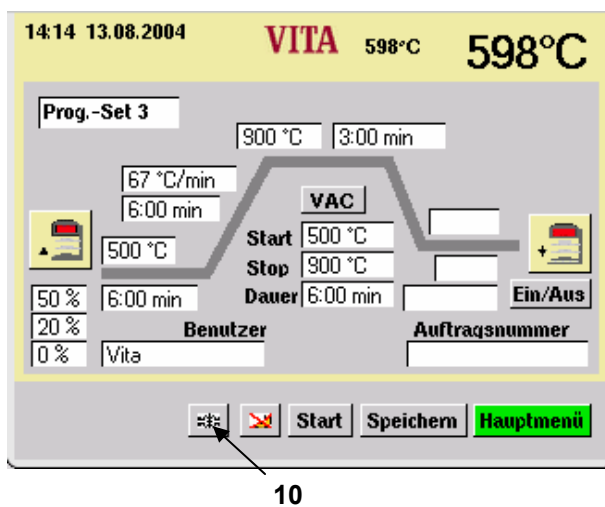 14:14 13.08.2004 VITA 598°C 598°C
Prog.-Set 3
900 °C 3:00 min
67 °C/min
6:00 min
VAC
500 °C
Start 500 °C
Stop 900 °C
50 % 6:00 min Dauer 6:00 min Ein/Aus
20 % Benutzer Auftragsnummer
0 % Vita
Start Speichern Hauptmenü
10